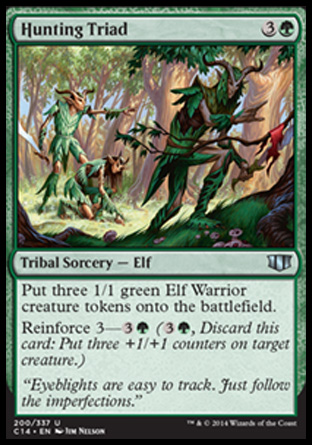 Hunting Triad 3
Tribal Sorcery — Elf
Put three 1/1 green Elf Warrior
creature tokens onto the battlefield.
Reinforce 3—3 (3, Discard this
card: Put three +1/+1 counters on target
creature.)
“Eyeblights are easy to track. Just follow
the imperfections.”
200/337 U
C14 • EN Jim Nelson ™ & © 2014 Wizards of the Coast